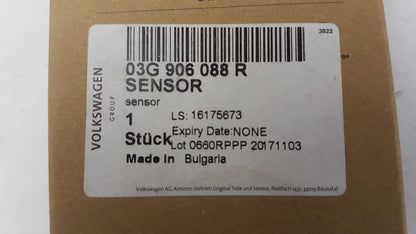 3822
03G 906 088 R
SENSOR
sensor
1
Stück
LS: 16175673
Expiry Date:NONE
Lot 0660RPPP 20171103
Made in Bulgaria
VOLKSWAGEN
GROUP
Volkswagen AG, Konzern Vertrieb Original Teile und Service, Postfach 1451, 34219 Baunatal